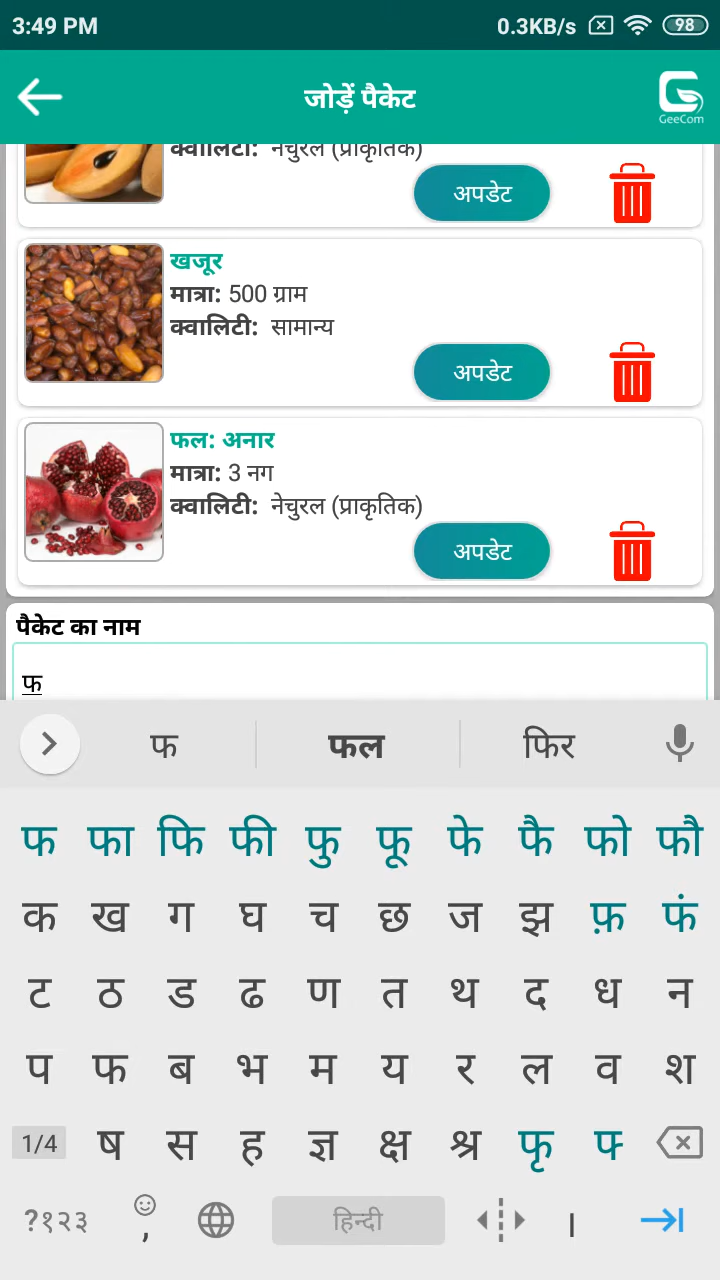 3:49 PM
0.3KB/s
98
जोड़ें पैकेट
GeeCom
क्वालिटी: नेचुरल (प्राकृतिक)
अपडेट
खजूर
मात्रा: 500 ग्राम
क्वालिटी: सामान्य
अपडेट
फल: अनार
मात्रा: 3 नग
क्वालिटी: नेचुरल (प्राकृतिक)
अपडेट
पैकेट का नाम
फ
फ फल फिर
फ फा फि फी फु फू फे फै फो फौ
क ख ग घ च छ ज झ फ़ फं
ट ठ ड ढ ण त थ द ध न
प फ ब भ म य र ल व श
1/4 ष स ह ज्ञ क्ष श्र फृ फ्
?१२३ , हिन्दी ।